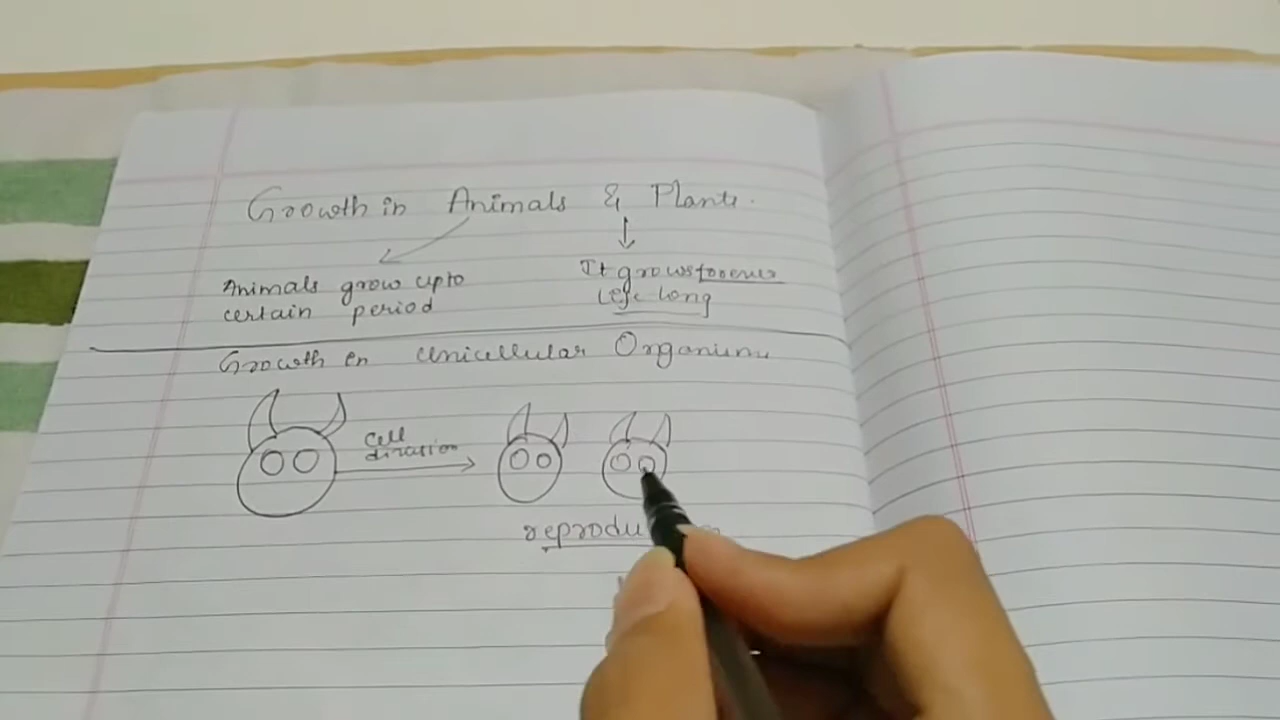 Growth in Animals & Plants.
Animals grow upto
certain period
It grows forever
life long
Growth in Unicellular Organisms
Cell
division